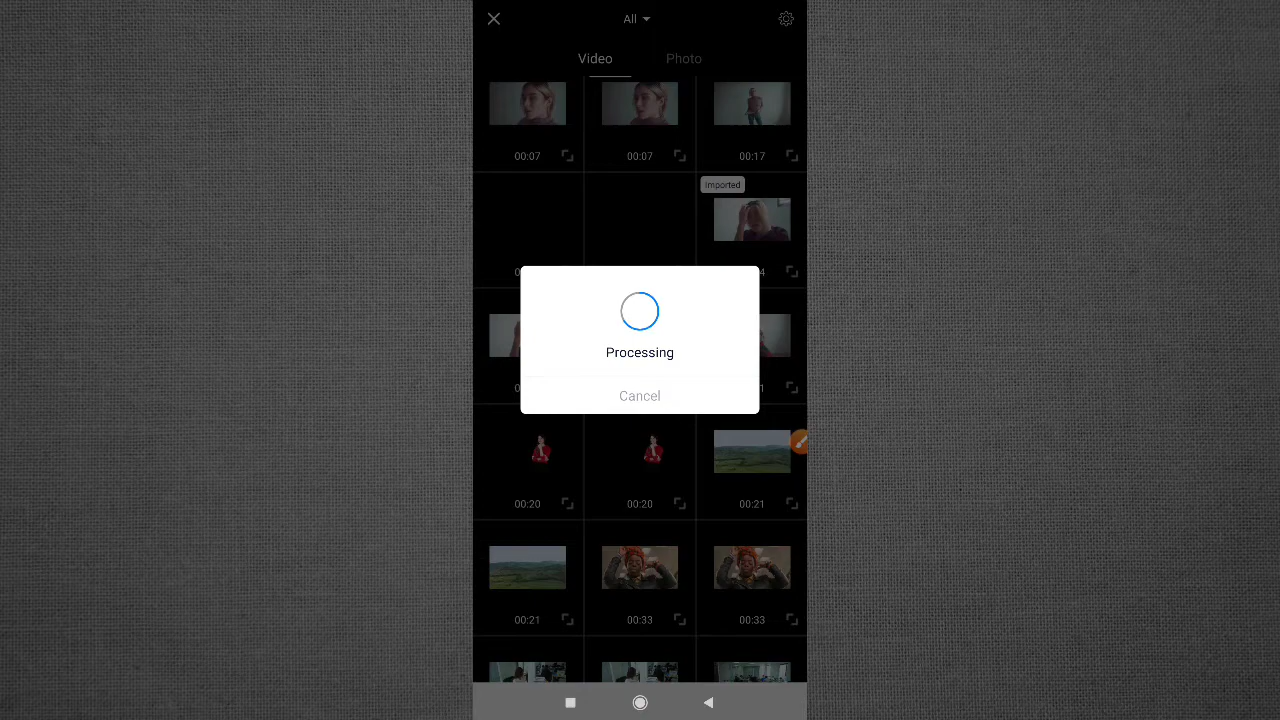 All
Video Photo
00:07 00:07 00:17
Imported
Processing
Cancel
00:20 00:20 00:21
00:21 00:33 00:33